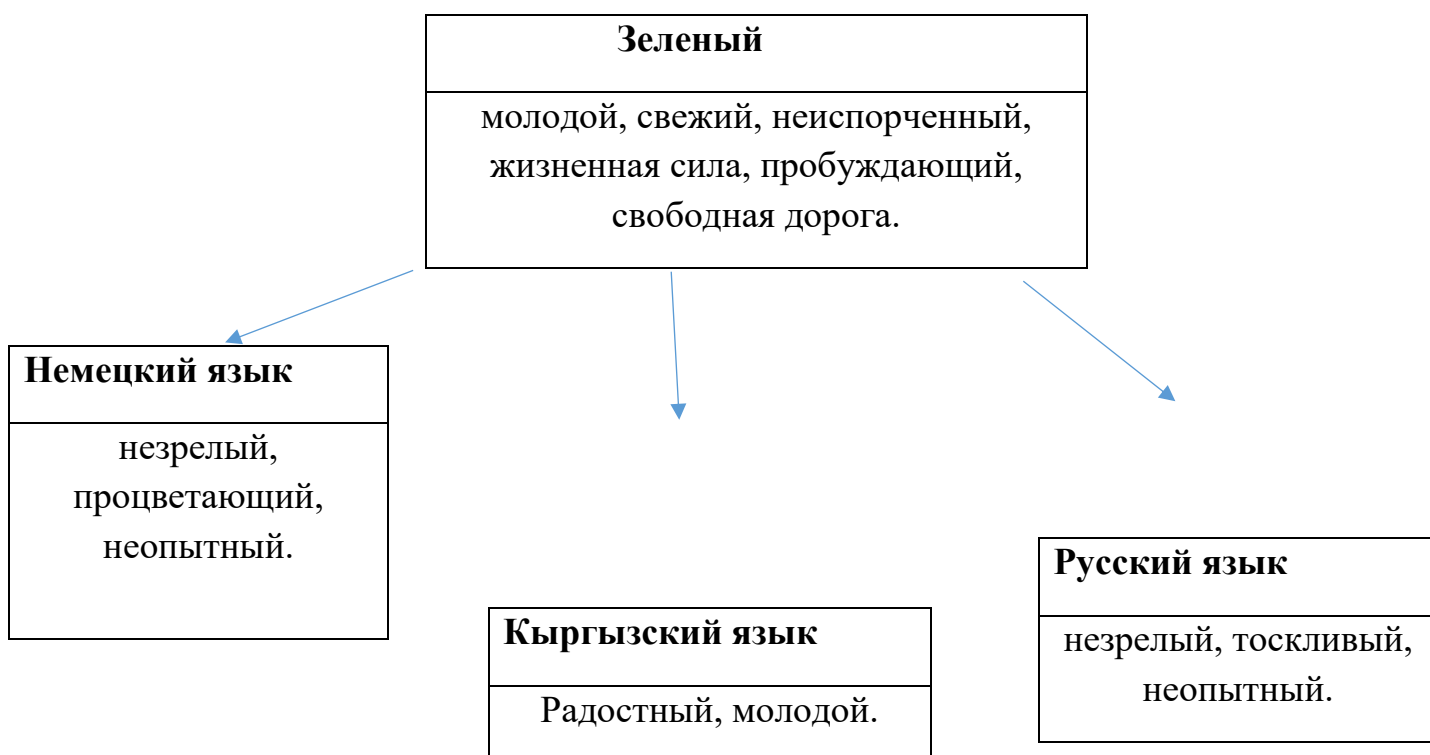 Зеленый
молодой, свежий, неиспорченный,
жизненная сила, пробуждающий,
свободная дорога.
Немецкий язык
незрелый,
процветающий,
неопытный.
Кыргызский язык
Радостный, молодой.
Русский язык
незрелый, тоскливый,
неопытный.